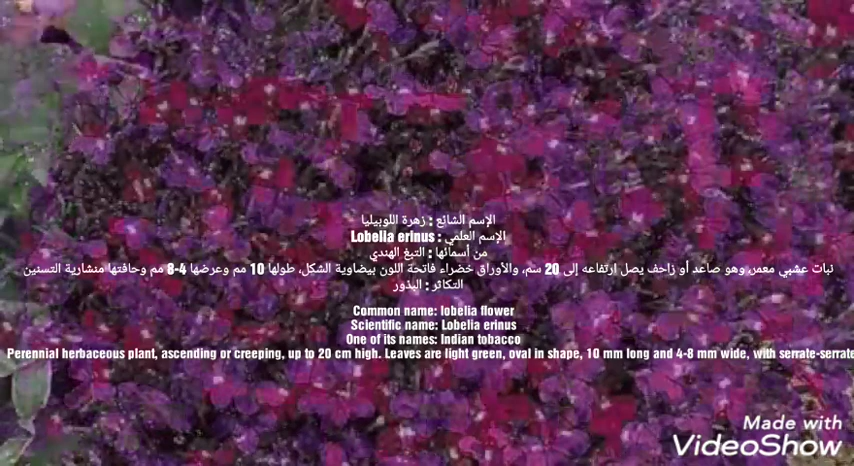 الإسم الشائع : زهرة اللوبيليا
الإسم العلمي : Lobelia erinus
من أسمائها : التبغ الهندي
نبات عشبي معمر، وهو صاعد أو زاحف يصل إرتفاعه إلى 20 سم، والأوراق خضراء فاتحة اللون بيضاوية الشكل، طولها 10 مم وعرضها 4-8 مم وحافتها منشارية التسنين
التكاثر : البذور
Common name: lobelia flower
Scientific name: Lobelia erinus
One of its names: Indian tobacco
Perennial herbaceous plant, ascending or creeping, up to 20 cm high. Leaves are light green, oval in shape, 10 mm long and 4-8 mm wide, with serrate-serrate
Made with
VideoShow